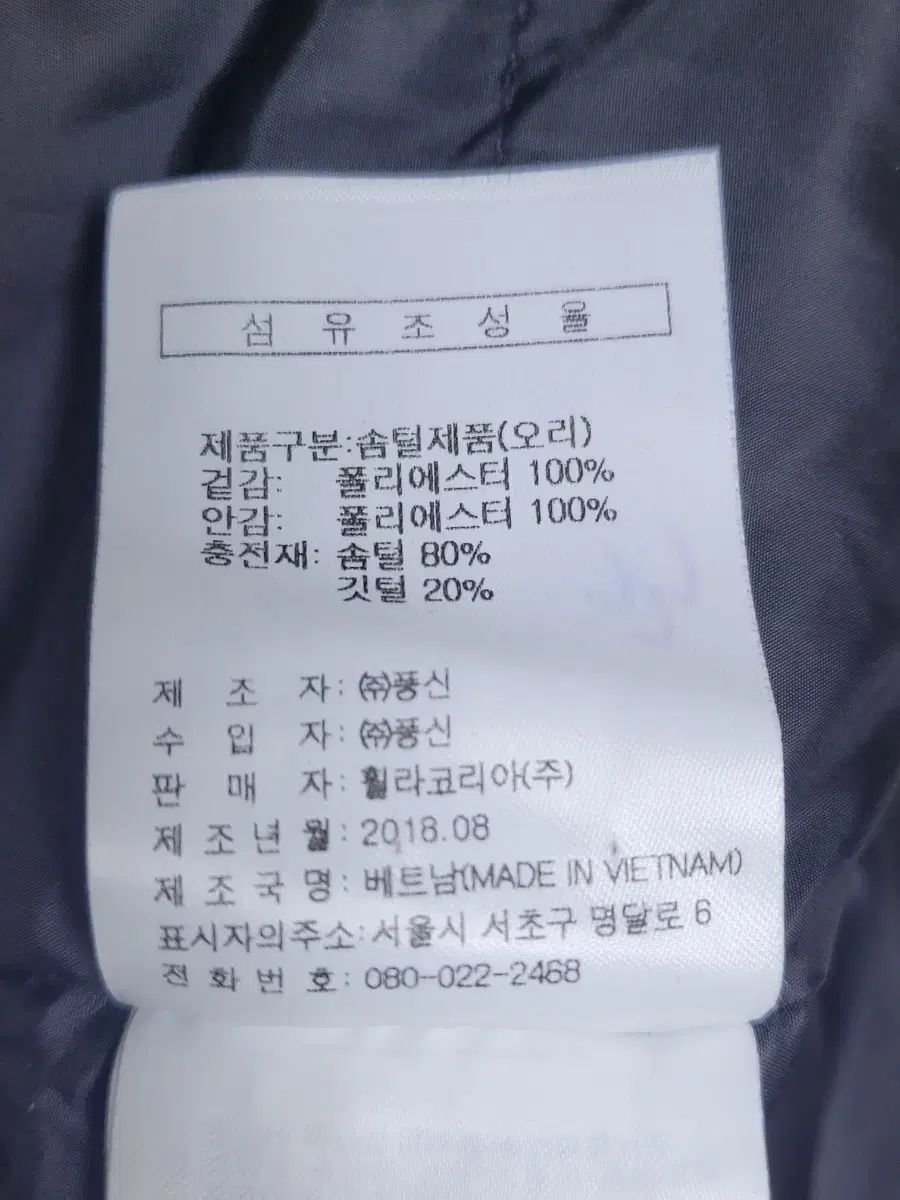 섬 유 조 성 율
제품구분:솜털제품(오리)
겉감: 폴리에스터 100%
안감: 폴리에스터 100%
충전재: 솜털 80%
깃털 20%
제 조 자: ㈜풍신
수 입 자: ㈜풍신
판 매 자: 휠라코리아(주)
제 조 년 월: 2018.08
제 조 국 명: 베트남(MADE IN VIETNAM)
표시자의주소:서울시 서초구 명달로 6
전 화 번 호: 080-022-2468